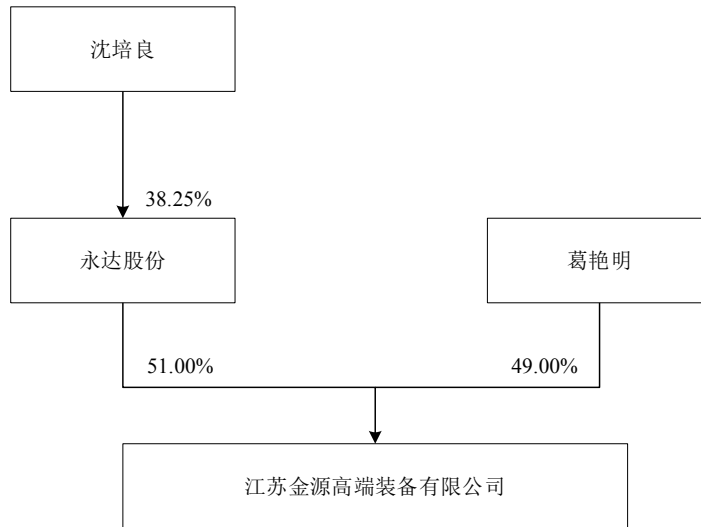 沈培良
38.25%
永达股份
葛艳明
51.00%
49.00%
江苏金源高端装备有限公司